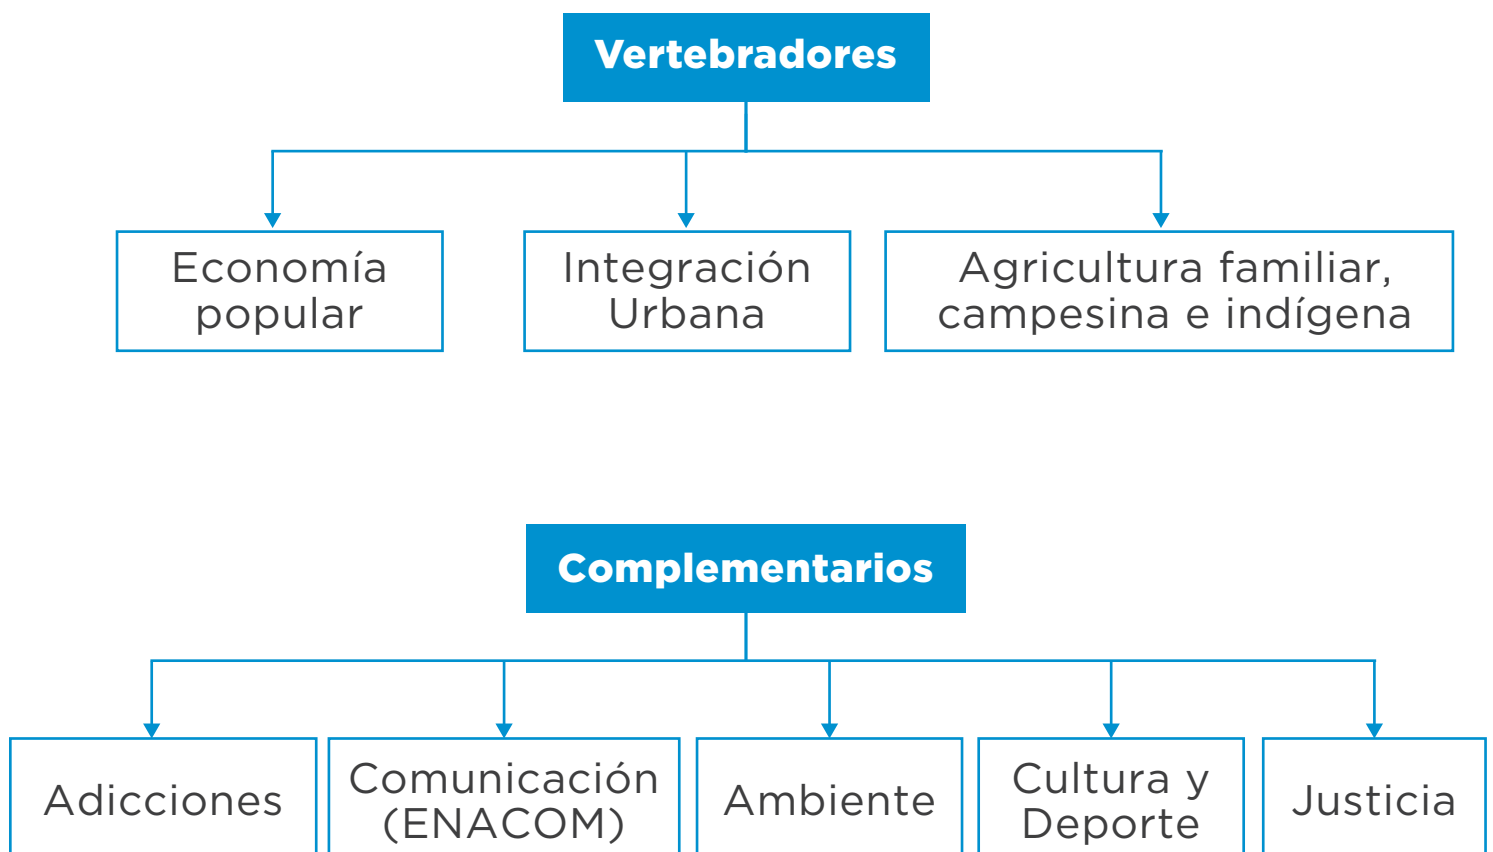 Vertebradores
Economía
popular
Integración
Urbana
Agricultura familiar,
campesina e indígena
Complementarios
Adicciones
Comunicación
(ENACOM)
Ambiente
Cultura y
Deporte
Justicia